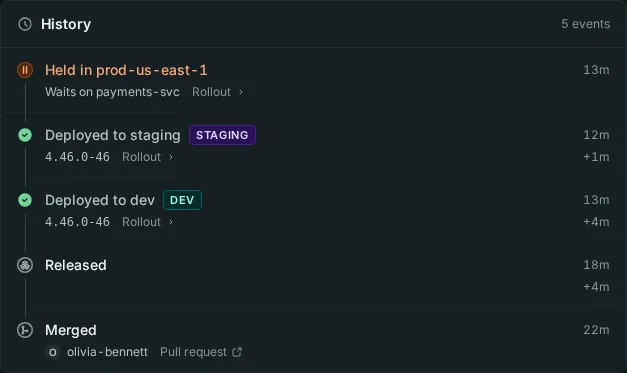 History 5 events
Held in prod-us-east-1 13m
Waits on payments-svc Rollout ›
Deployed to staging STAGING 12m
4.46.0-46 Rollout › +1m
Deployed to dev DEV 13m
4.46.0-46 Rollout › +4m
Released 18m
+4m
Merged 22m
O olivia-bennett Pull request